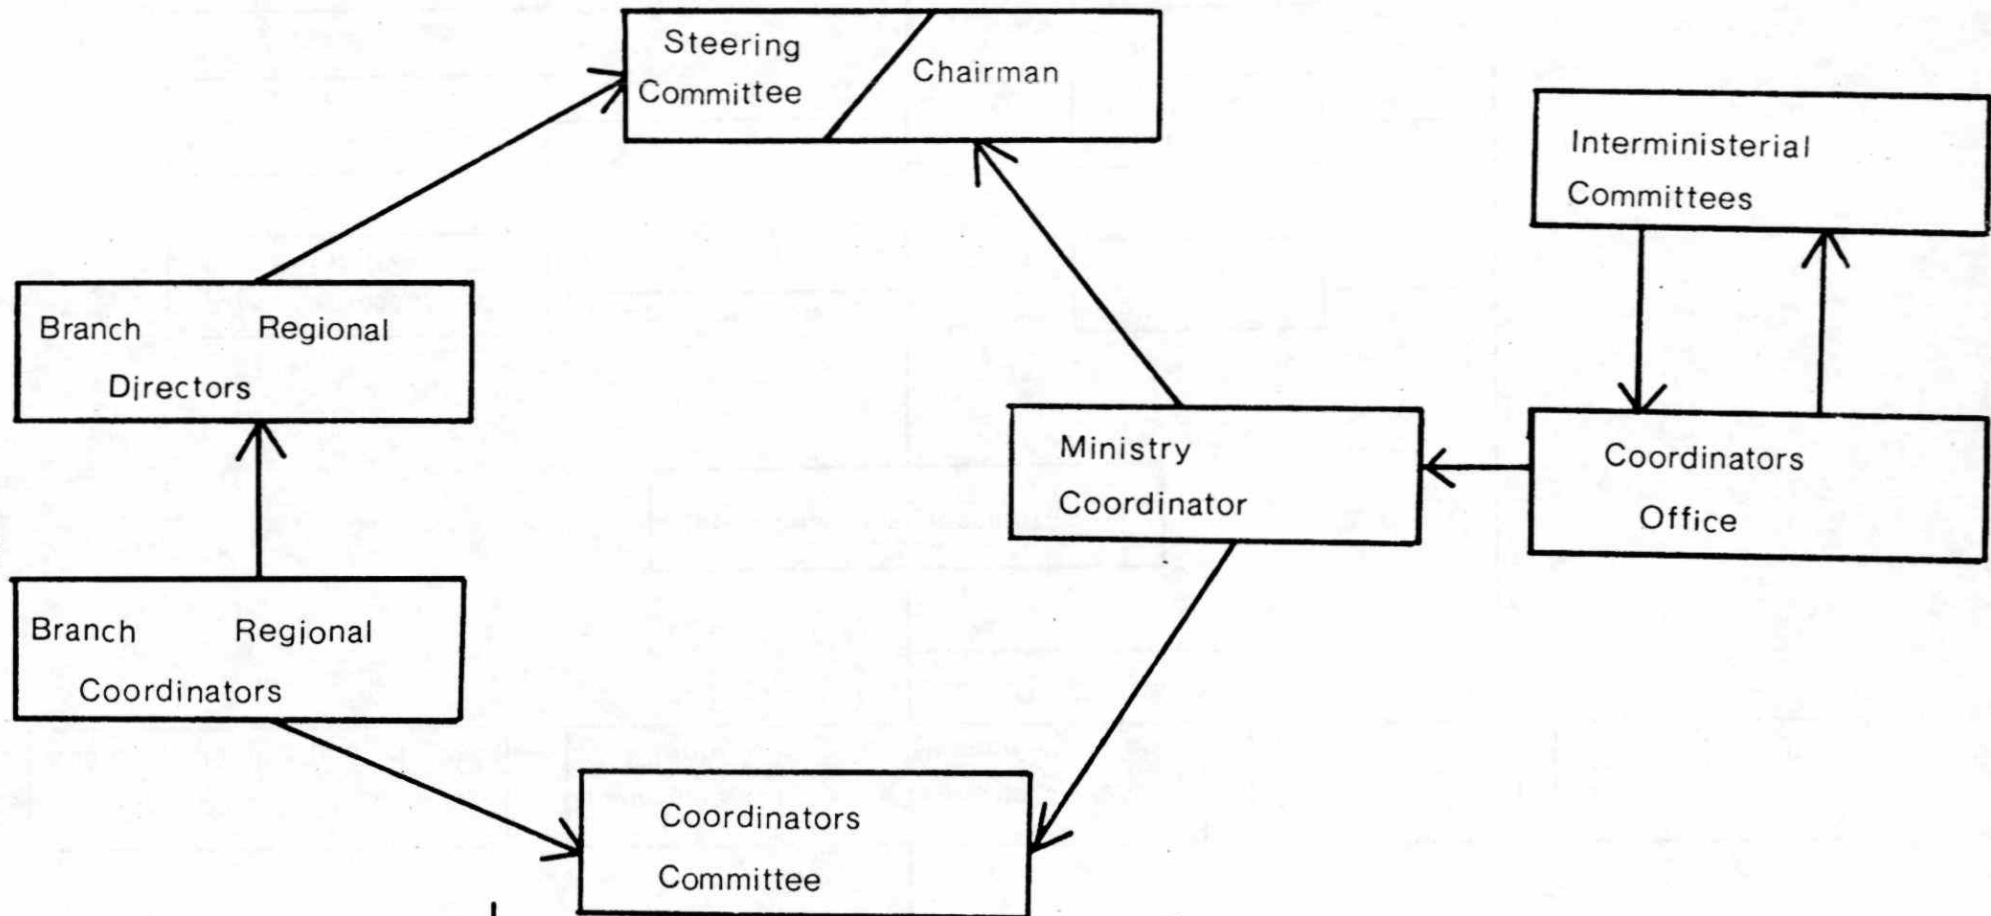 Steering
Committee
Chairman
Interministerial
Committees
Branch Regional
Directors
Ministry
Coordinator
Coordinators
Office
Branch Regional
Coordinators
Coordinators
Committee